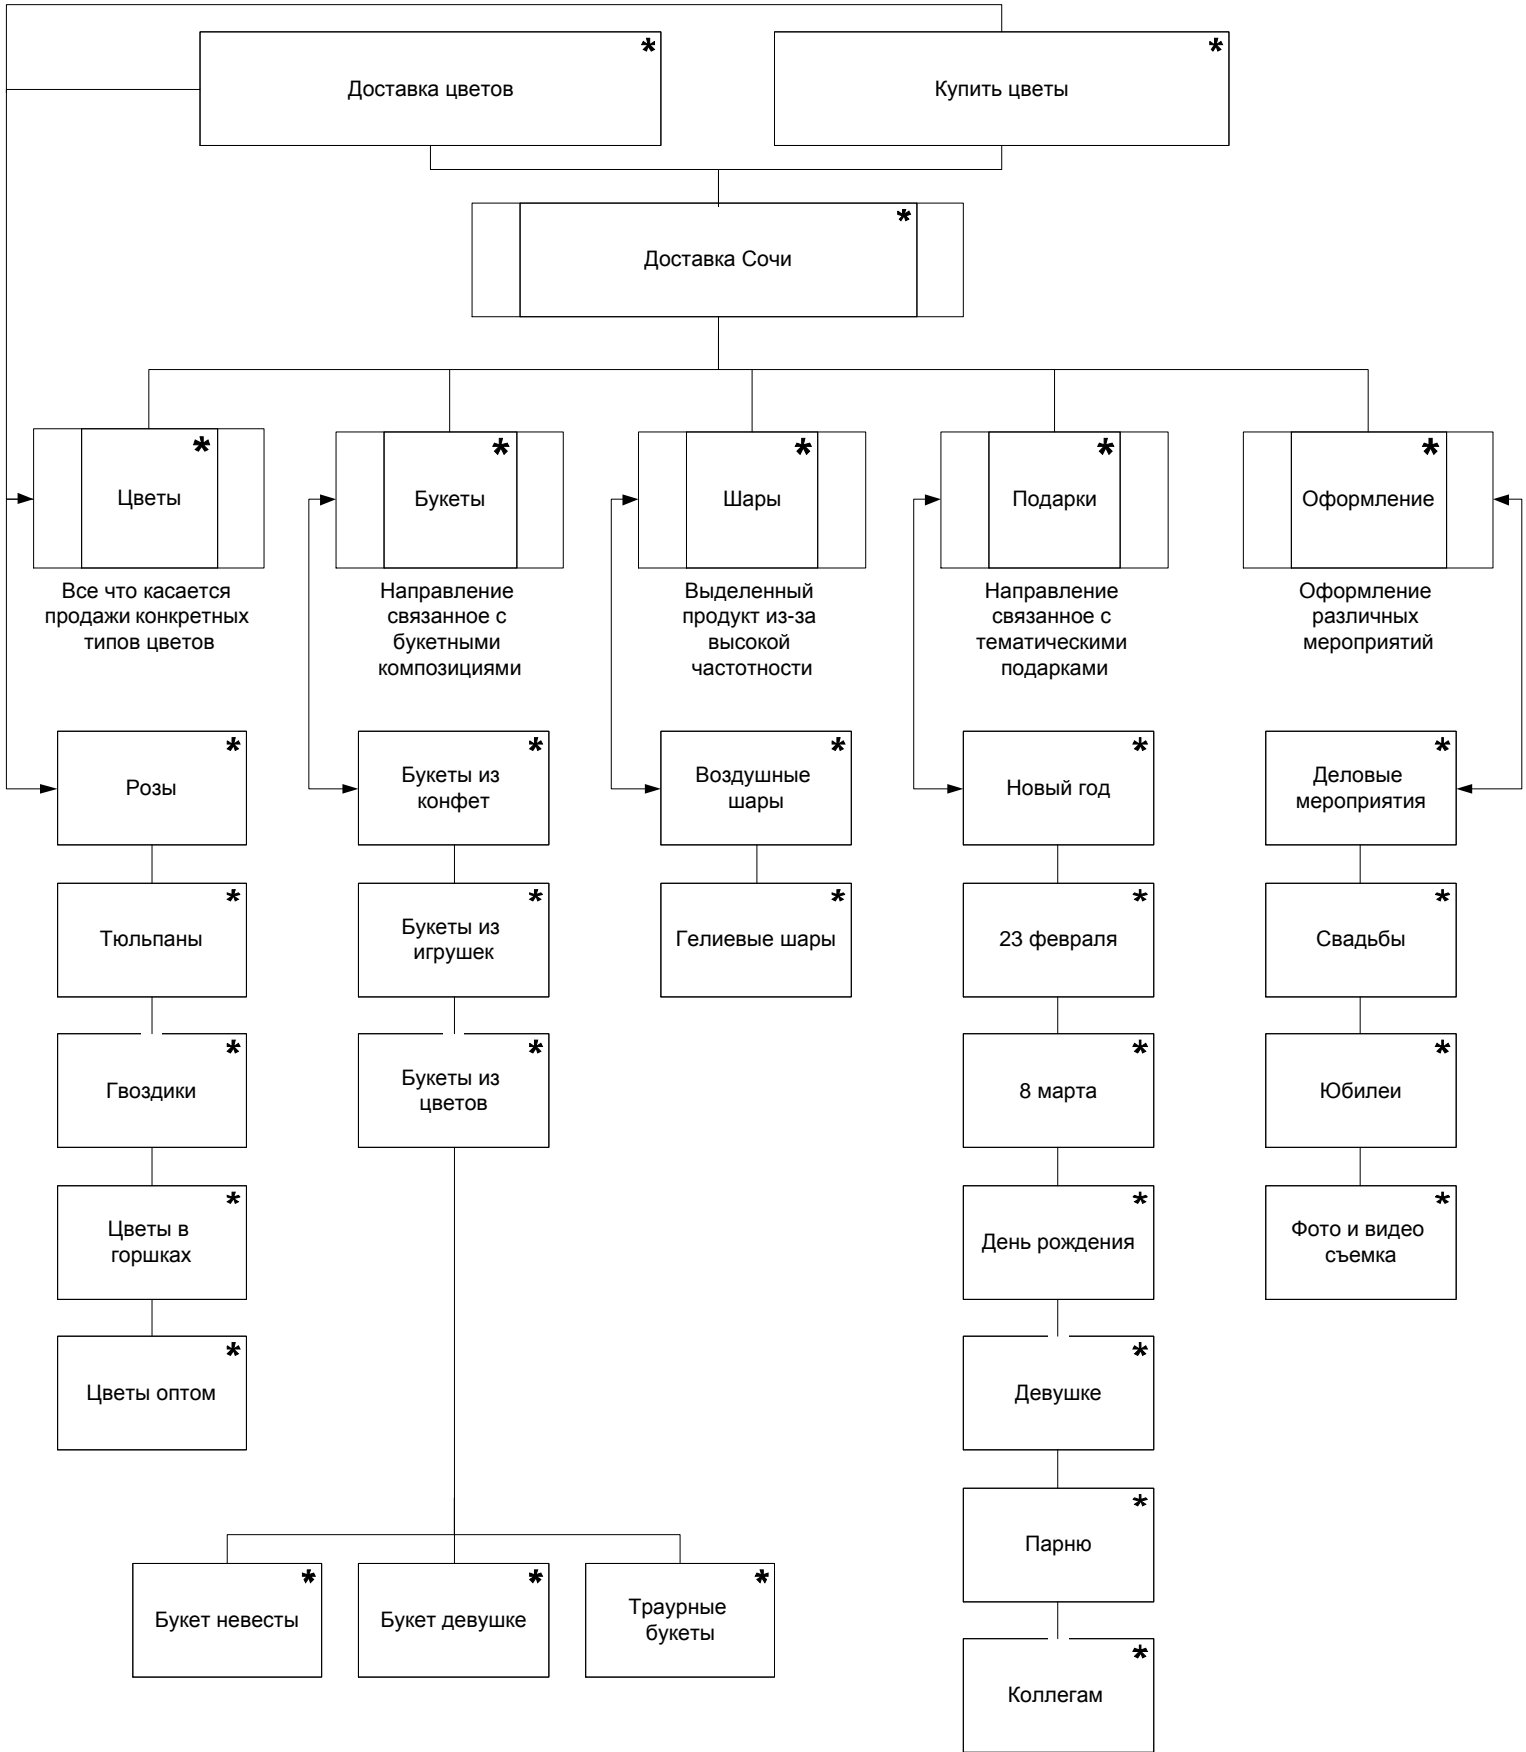 *
Доставка цветов
*
Купить цветы
*
Доставка Сочи
*
Цветы
*
Букеты
*
Шары
*
Подарки
*
Оформление
Все что касается
продажи конкретных
типов цветов
Направление
связанное с
букетными
композициями
Выделенный
продукт из-за
высокой
частотности
Направление
связанное с
тематическими
подарками
Оформление
различных
мероприятий
*
Розы
*
Букеты из
конфет
*
Воздушные
шары
*
Новый год
*
Деловые
мероприятия
*
Тюльпаны
*
Букеты из
игрушек
*
Гелиевые шары
*
23 февраля
*
Свадьбы
*
Гвоздики
*
Букеты из
цветов
*
8 марта
*
Юбилеи
*
Цветы в
горшках
*
День рождения
*
Фото и видео
съемка
*
Цветы оптом
*
Девушке
*
Парню
*
Букет невесты
*
Букет девушке
*
Траурные
букеты
*
Коллегам